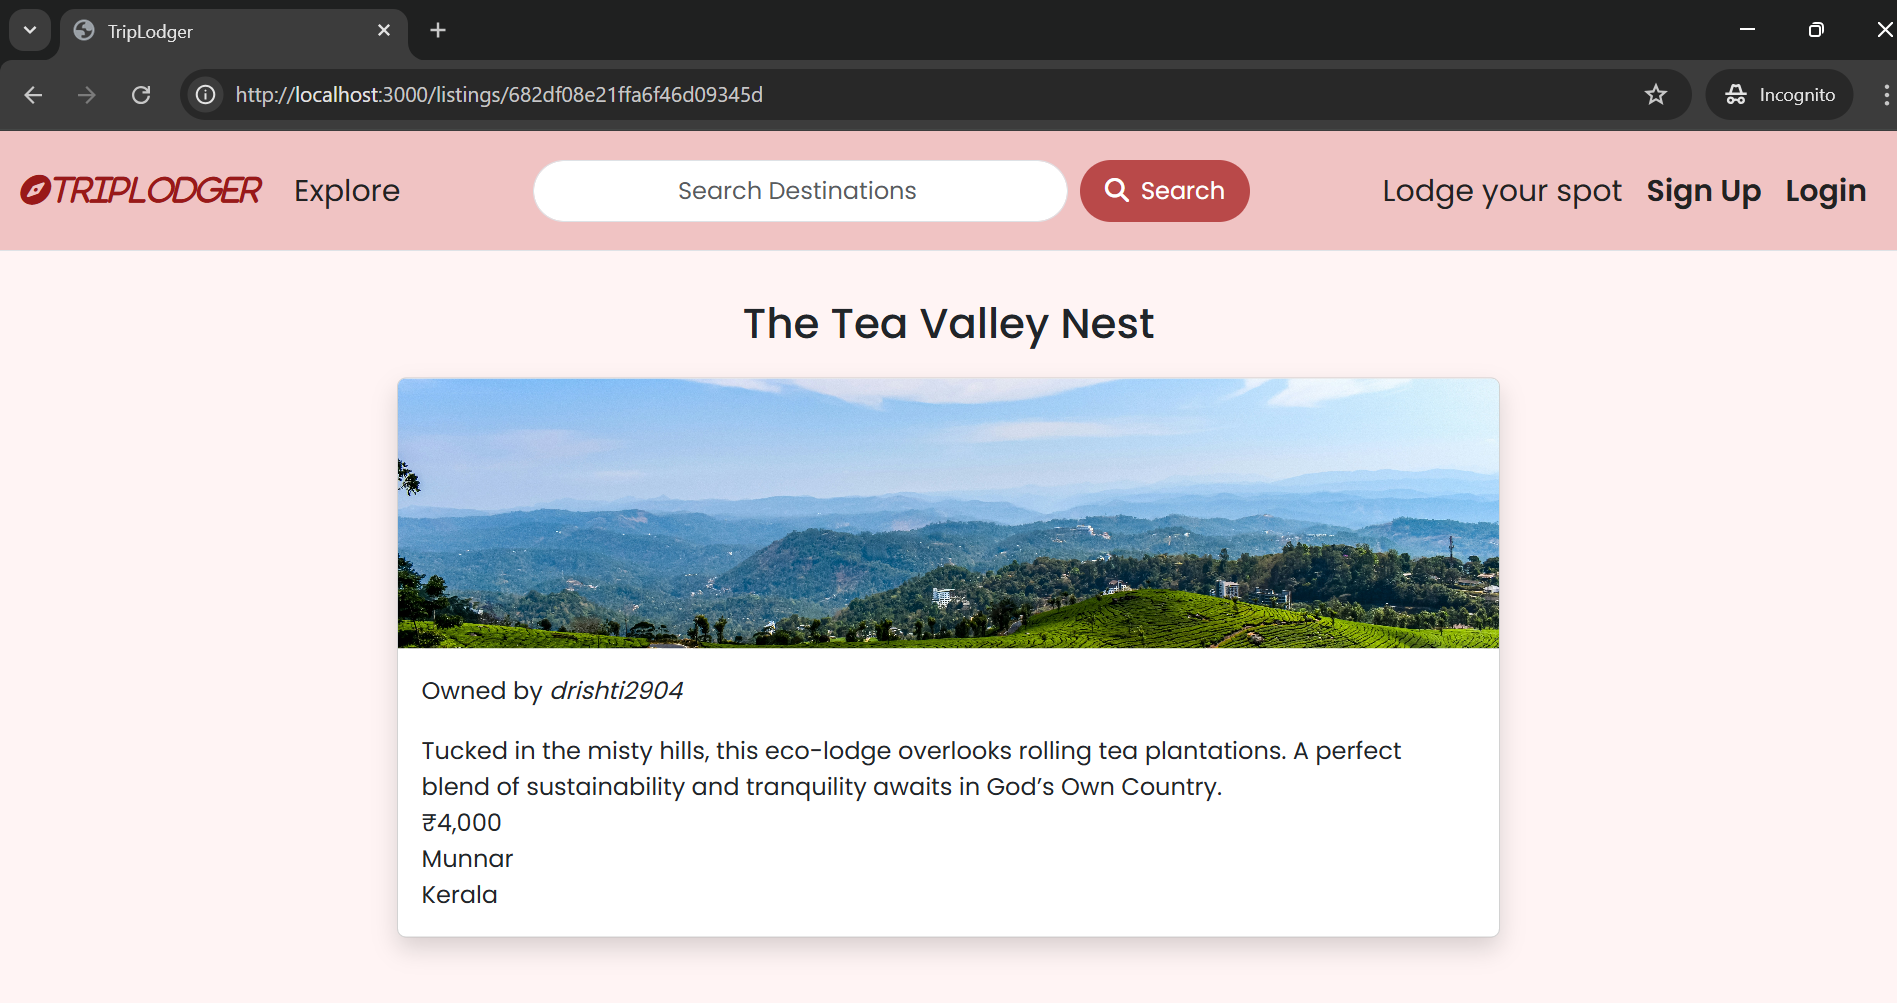 TripLodger
http://localhost:3000/listings/682df08e21ffa6f46d09345d
Incognito
TRIPLODGER Explore Search Destinations Search Lodge your spot Sign Up Login
The Tea Valley Nest
Owned by drishti2904
Tucked in the misty hills, this eco-lodge overlooks rolling tea plantations. A perfect
blend of sustainability and tranquility awaits in God’s Own Country.
₹4,000
Munnar
Kerala